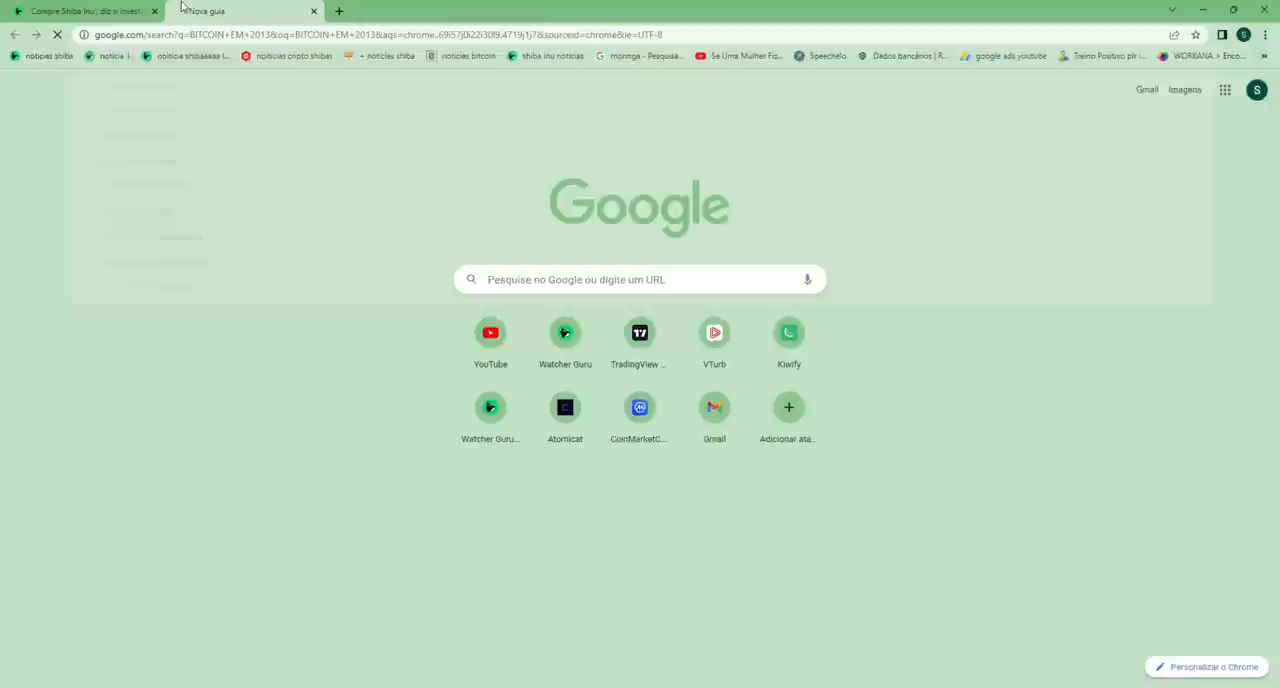 'Compre Shiba Inu', diz o invest
Nova guia
google.com/search?q=BITCOIN+EM+2013&oq=BITCOIN+EM+2013&aqs=chrome..69i57j0i22i30l9.4719j1j7&sourceid=chrome&ie=UTF-8
noticias shiba
noticia
noiticia shibaaaaa
noitícias cripto shibas
+ noticias shiba
noticias bitcoin
shiba inu noticias
moringa - Pesquisa...
Se Uma Mulher Fiz...
Speechelo
Dados bancários | R...
google ads youtube
Treino Positivo plr -...
WORKANA > Enco...
»
Gmail
Imagens
S
Google
Pesquise no Google ou digite um URL
YouTube
Watcher Guru
TradingView ...
VTurb
Kiwify
Watcher Guru...
Atomicat
CoinMarketC...
Gmail
Adicionar ata...
Personalizar o Chrome